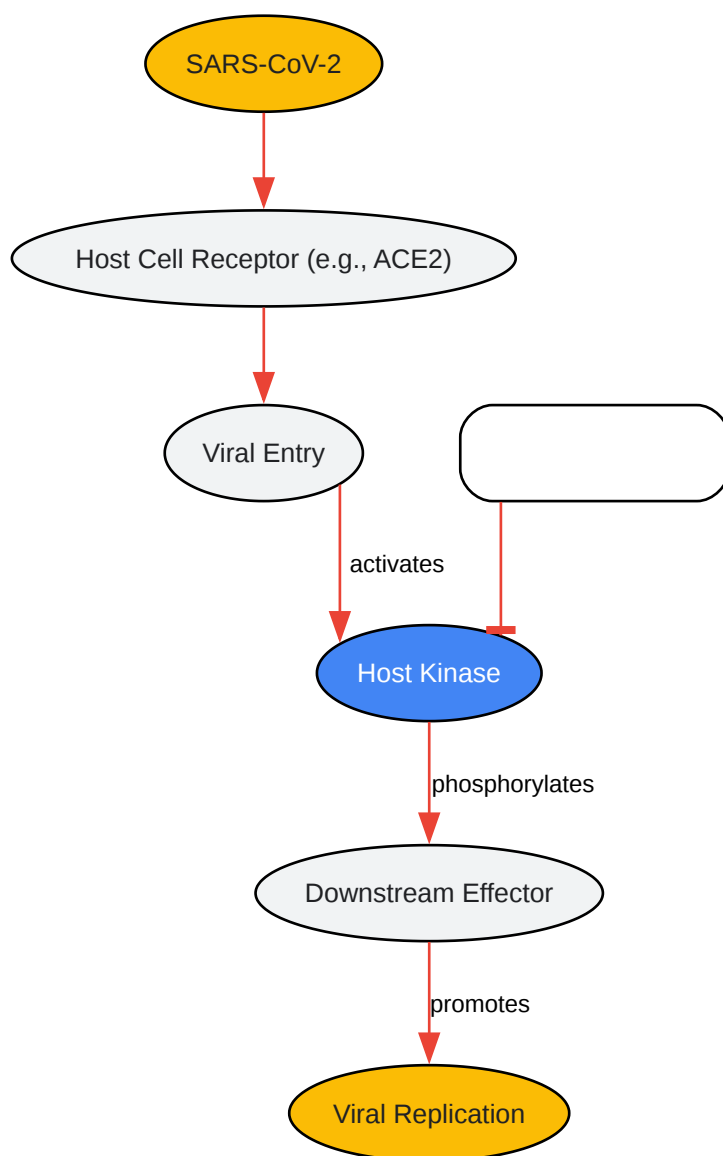 SARS-CoV-2
Host Cell Receptor (e.g., ACE2)
Viral Entry
activates
Host Kinase
phosphorylates
Downstream Effector
promotes
Viral Replication